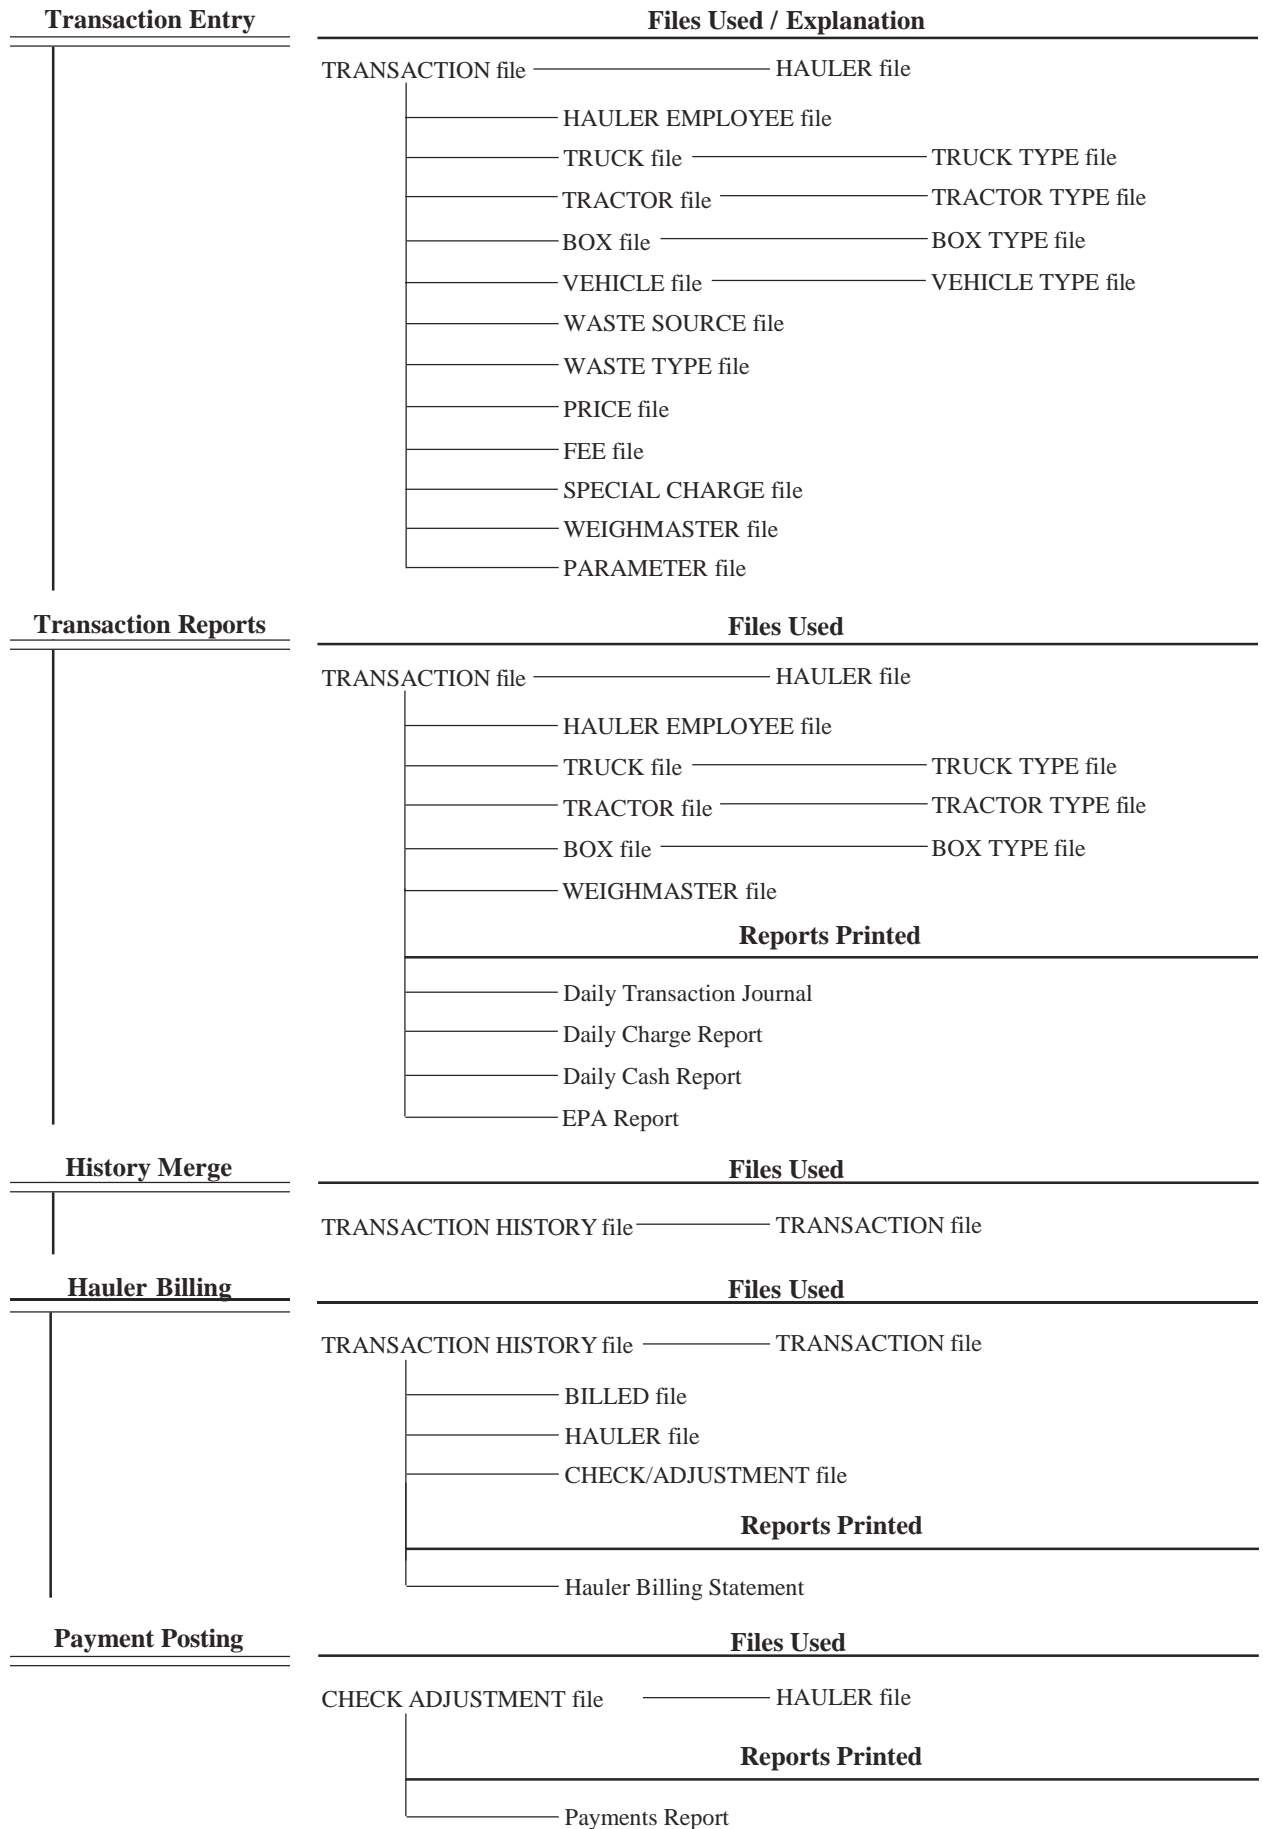 Transaction Entry
Files Used / Explanation
TRANSACTION file HAULER file
HAULER EMPLOYEE file
TRUCK file TRUCK TYPE file
TRACTOR file TRACTOR TYPE file
BOX file BOX TYPE file
VEHICLE file VEHICLE TYPE file
WASTE SOURCE file
WASTE TYPE file
PRICE file
FEE file
SPECIAL CHARGE file
WEIGHMASTER file
PARAMETER file
Transaction Reports
Files Used
TRANSACTION file HAULER file
HAULER EMPLOYEE file
TRUCK file TRUCK TYPE file
TRACTOR file TRACTOR TYPE file
BOX file BOX TYPE file
WEIGHMASTER file
Reports Printed
Daily Transaction Journal
Daily Charge Report
Daily Cash Report
EPA Report
History Merge
Files Used
TRANSACTION HISTORY file TRANSACTION file
Hauler Billing
Files Used
TRANSACTION HISTORY file TRANSACTION file
BILLED file
HAULER file
CHECK/ADJUSTMENT file
Reports Printed
Hauler Billing Statement
Payment Posting
Files Used
CHECK ADJUSTMENT file HAULER file
Reports Printed
Payments Report